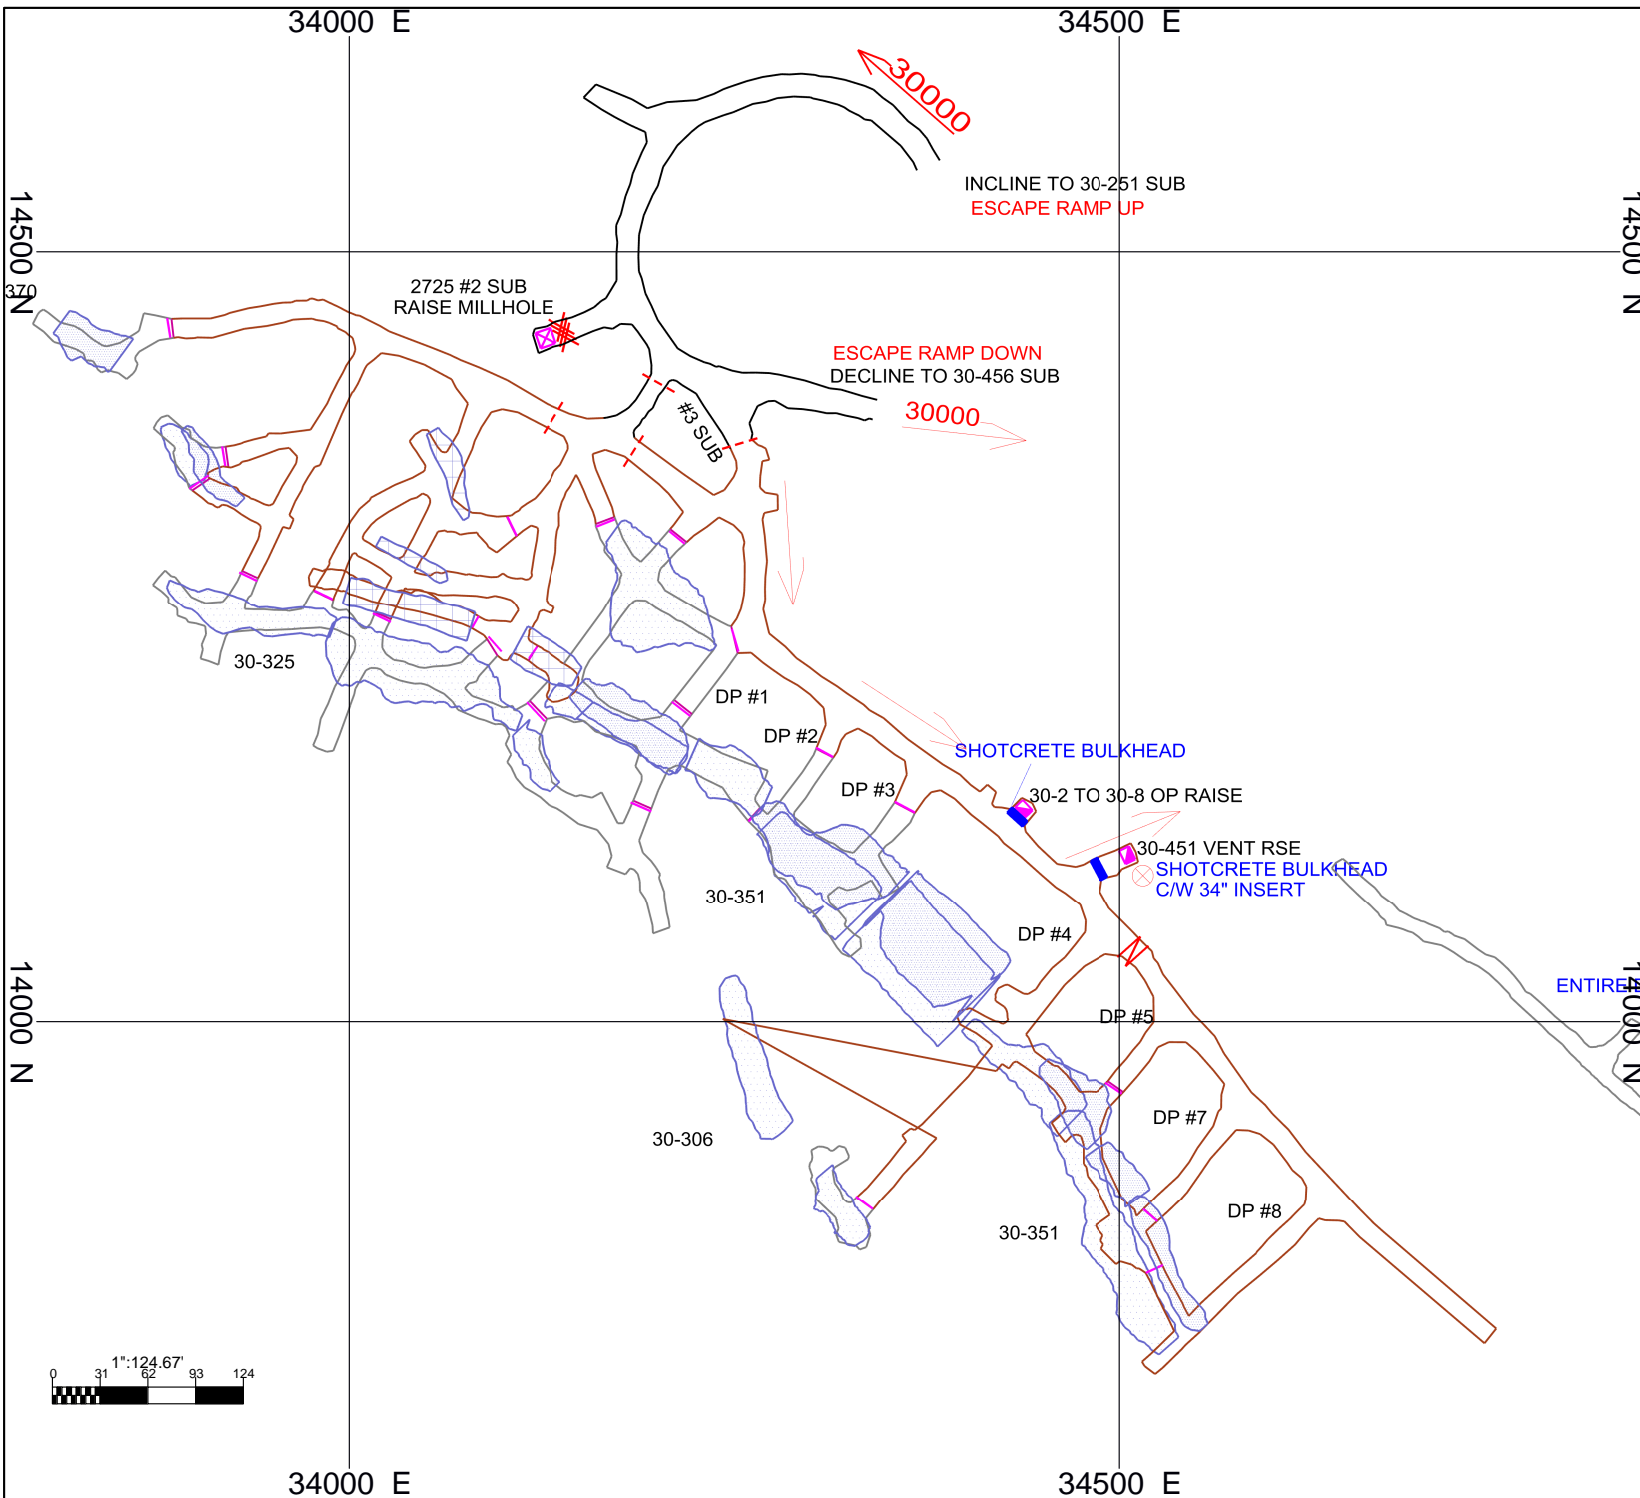 34000 E
34500 E
30000
INCLINE TO 30-251 SUB
ESCAPE RAMP UP
14500 N
14500 N
370
2725 #2 SUB
RAISE MILLHOLE
ESCAPE RAMP DOWN
DECLINE TO 30-456 SUB
30000
#3 SUB
30-325
DP #1
DP #2
SHOTCRETE BULKHEAD
DP #3
30-2 TO 30-8 OP RAISE
30-451 VENT RSE
SHOTCRETE BULKHEAD
C/W 34" INSERT
30-351
DP #4
14000 N
14000 N
ENTIRE
DP #5
DP #7
30-306
DP #8
30-351
1":124.67'
0 31 62 93 124
34000 E
34500 E